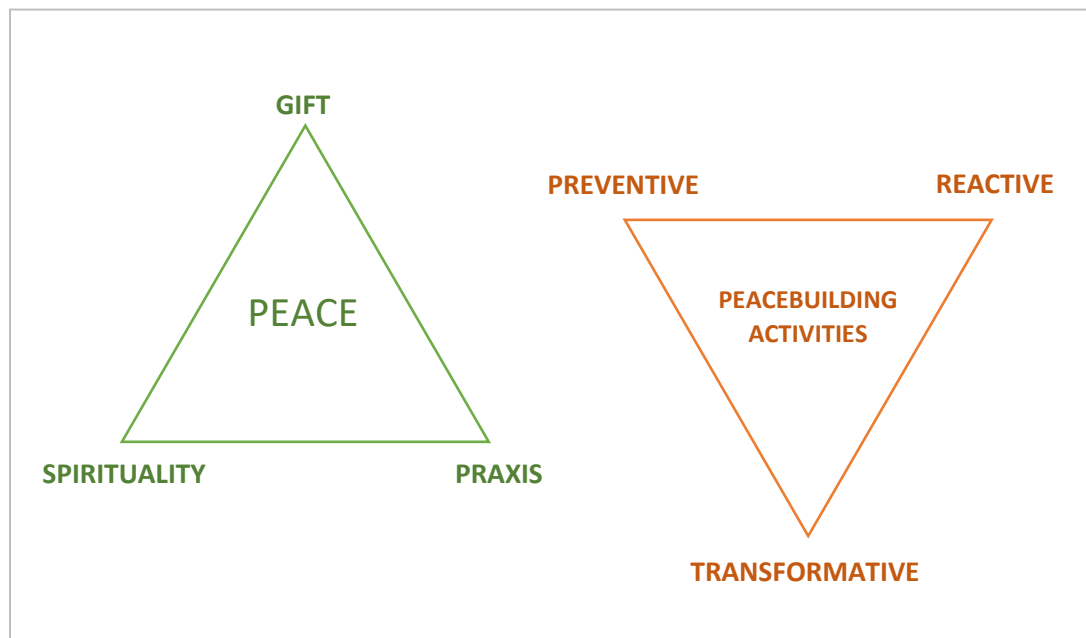 GIFT
PEACE
SPIRITUALITY
PRAXIS
PREVENTIVE
REACTIVE
PEACEBUILDING
ACTIVITIES
TRANSFORMATIVE